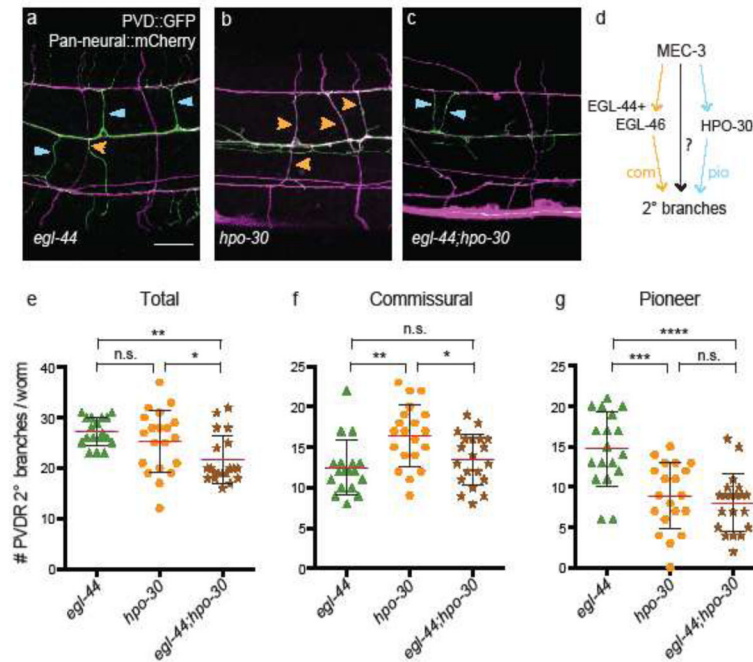 a
PVD::GFP
Pan-neural::mCherry
egl-44
b
hpo-30
c
egl-44;hpo-30
d
MEC-3
EGL-44+
EGL-46
HPO-30
?
com
pio
2° branches
e
Total
**
n.s.
*
# PVDR 2° branches / worm
40
30
20
10
0
egl-44
hpo-30
egl-44;hpo-30
f
Commissural
n.s.
**
*
25
20
15
10
5
0
egl-44
hpo-30
egl-44;hpo-30
g
Pioneer
****
***
n.s.
25
20
15
10
5
0
egl-44
hpo-30
egl-44;hpo-30